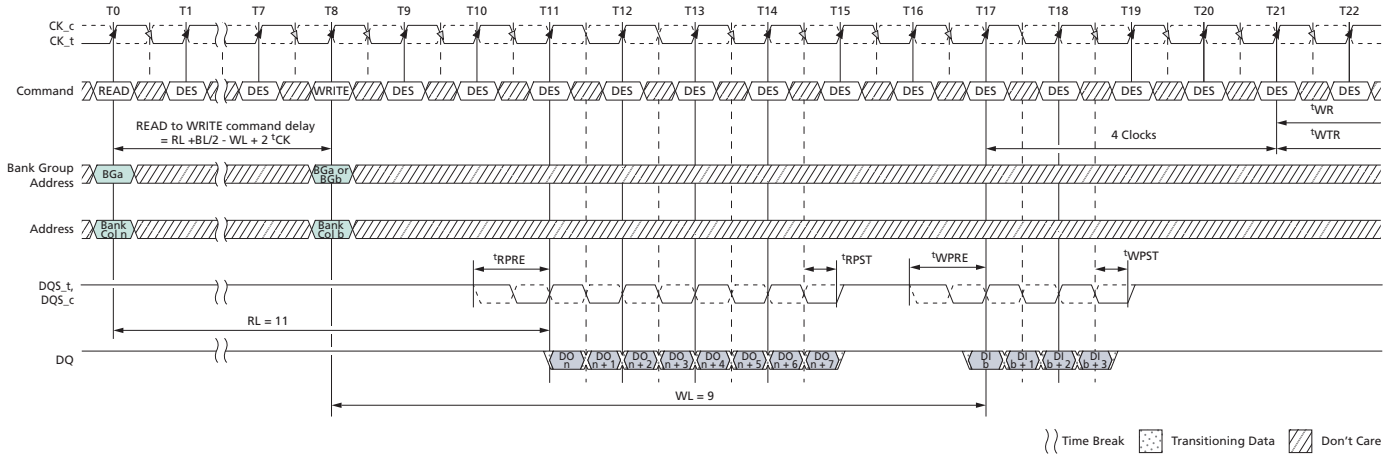 T0 T1 T7 T8 T9 T10 T11 T12 T13 T14 T15 T16 T17 T18 T19 T20 T21 T22
CK_c
CK_t
Command READ DES DES WRITE DES DES DES DES DES DES DES DES DES DES DES DES DES DES
tWR
READ to WRITE command delay
= RL +BL/2 - WL + 2 tCK
4 Clocks tWTR
Bank Group
Address
BGa BGa or
BGb
Address Bank
Col n
Bank
Col b
tRPRE tRPST tWPRE tWPST
DQS_t,
DQS_c
RL = 11
DQ DO
n
DO
n + 1
DO
n + 2
DO
n + 3
DO
n + 4
DO
n + 5
DO
n + 6
DO
n + 7
DI
b
DI
b + 1
DI
b + 2
DI
b + 3
WL = 9
Time Break Transitioning Data Don't Care